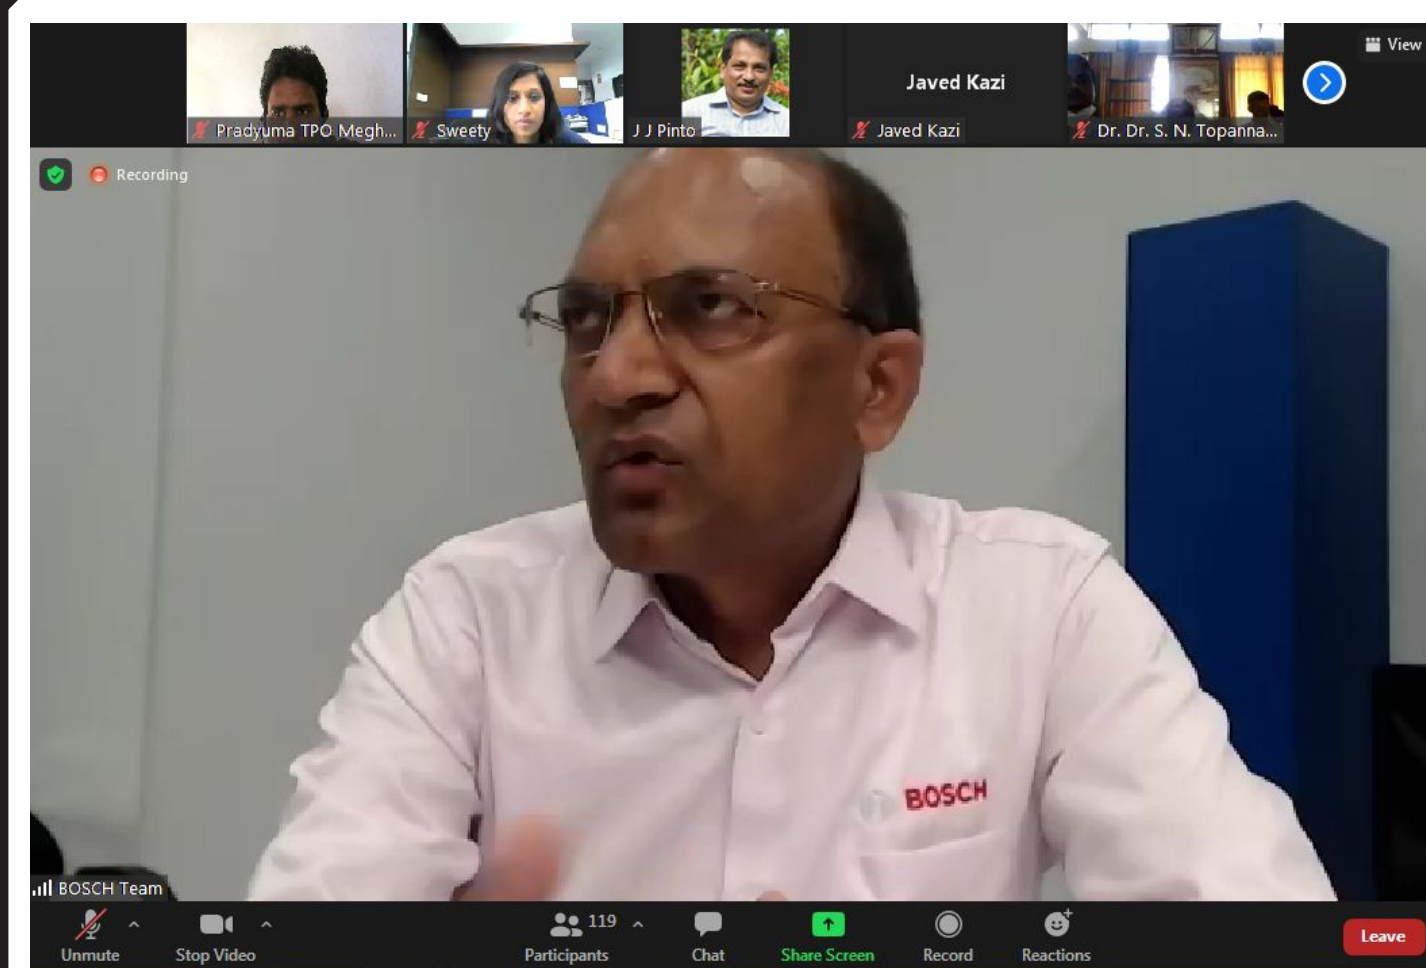 View
Javed Kazi
Pradyuma TPO Megh...
Sweety
J J Pinto
Javed Kazi
Dr. Dr. S. N. Topanna...
Recording
BOSCH
BOSCH Team
119
Unmute
Stop Video
Participants
Chat
Share Screen
Record
Reactions
Leave